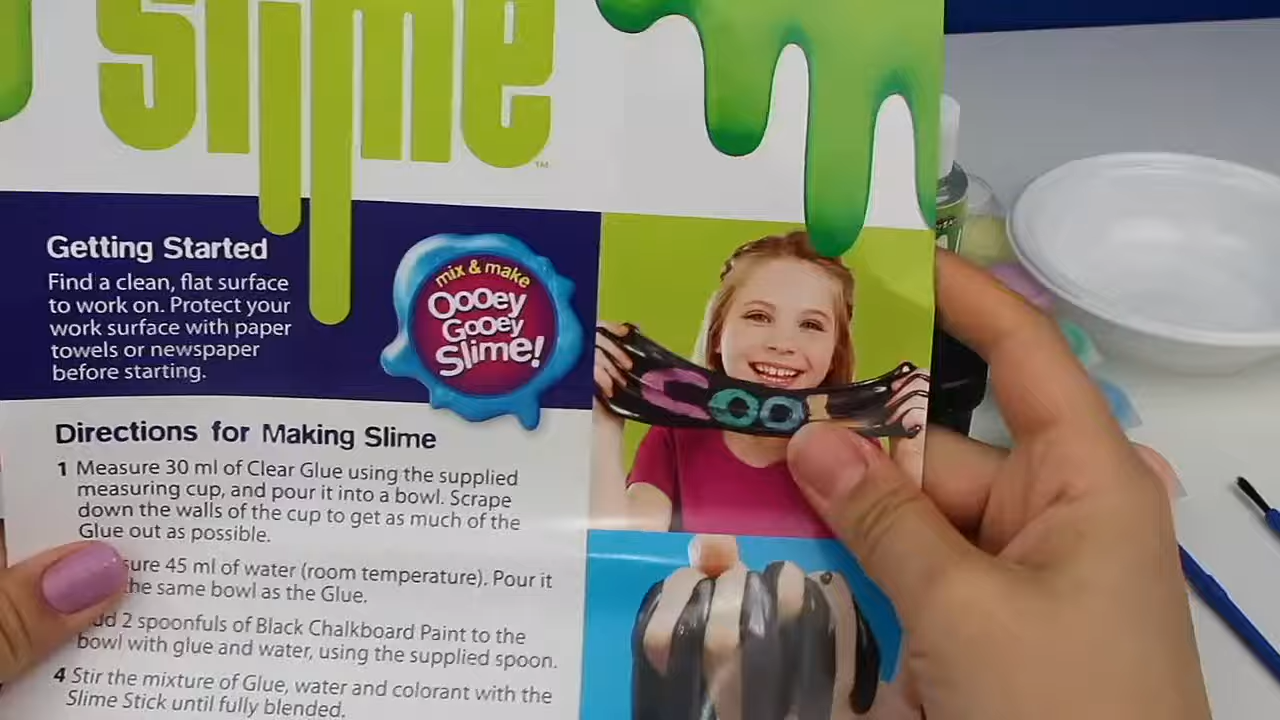 slime™
Getting Started
Find a clean, flat surface
to work on. Protect your
work surface with paper
towels or newspaper
before starting.
mix & make
Oooey
Gooey
Slime!
Cool
Directions for Making Slime
1 Measure 30 ml of Clear Glue using the supplied
measuring cup, and pour it into a bowl. Scrape
down the walls of the cup to get as much of the
Glue out as possible.
sure 45 ml of water (room temperature). Pour it
the same bowl as the Glue.
dd 2 spoonfuls of Black Chalkboard Paint to the
bowl with glue and water, using the supplied spoon.
4 Stir the mixture of Glue, water and colorant with the
Slime Stick until fully blended.